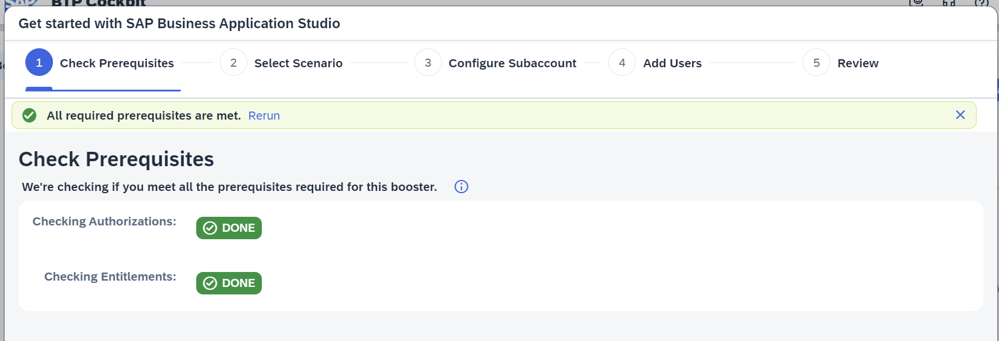 SAP BTP Cockpit
Get started with SAP Business Application Studio
1 Check Prerequisites 2 Select Scenario 3 Configure Subaccount 4 Add Users 5 Review
All required prerequisites are met. Rerun
Check Prerequisites
We're checking if you meet all the prerequisites required for this booster.
Checking Authorizations: DONE
Checking Entitlements: DONE